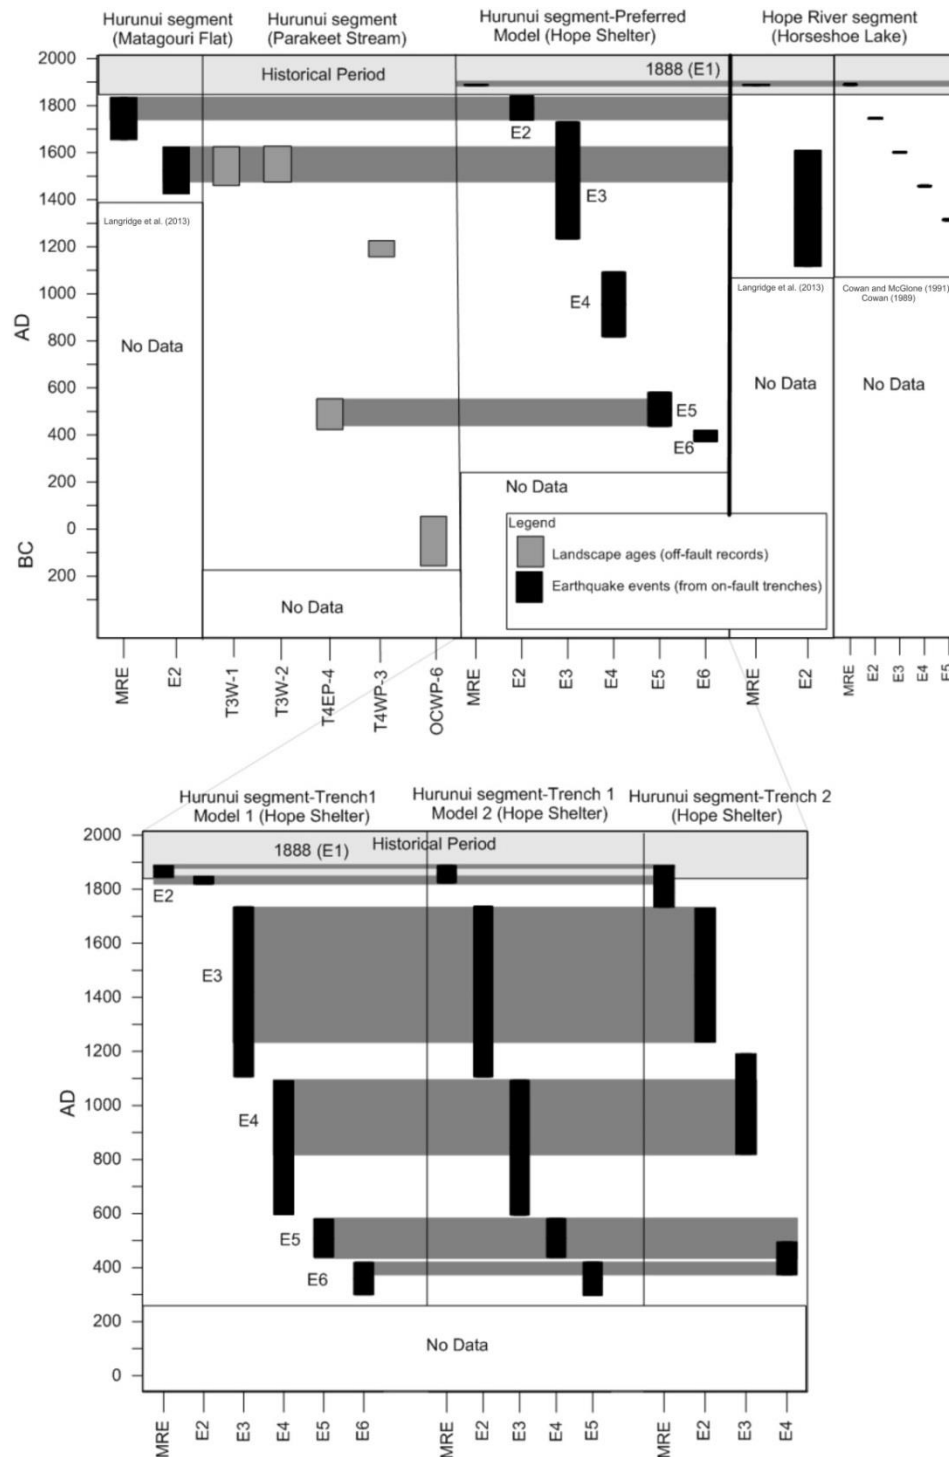 Hurunui segment
(Matagouri Flat)
Hurunui segment
(Parakeet Stream)
Hurunui segment-Preferred
Model (Hope Shelter)
Hope River segment
(Horseshoe Lake)
2000
1800
1600
1400
1200
1000
800
600
400
200
0
200
AD
BC
Historical Period
1888 (E1)
E2
E3
E4
E5
E6
Langridge et al. (2013)
No Data
No Data
No Data
Langridge et al. (2013)
No Data
Cowan and McGlone (1991)
Cowan (1989)
No Data
Legend
Landscape ages (off-fault records)
Earthquake events (from on-fault trenches)
MRE
E2
T3W-1
T3W-2
T4EP-4
T4WP-3
OCWP-6
MRE
E2
E3
E4
E5
E6
MRE
E2
MRE
E2
E3
E4
E5
Hurunui segment-Trench1
Model 1 (Hope Shelter)
Hurunui segment-Trench 1
Model 2 (Hope Shelter)
Hurunui segment-Trench 2
(Hope Shelter)
2000
1800
1600
1400
1200
1000
800
600
400
200
0
AD
1888 (E1)
Historical Period
E2
E3
E4
E5
E6
No Data
MRE
E2
E3
E4
E5
E6
MRE
E2
E3
E4
E5
MRE
E2
E3
E4